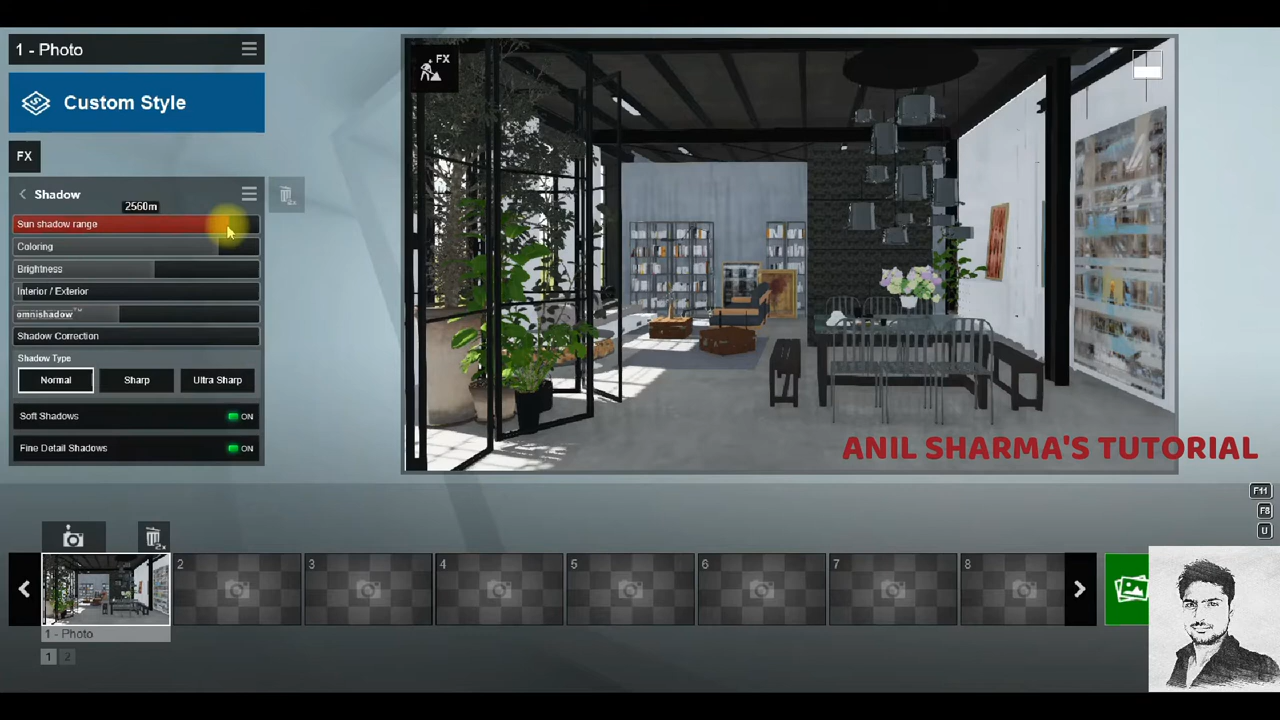 1 - Photo
Custom Style
FX
Shadow
2560m
Sun shadow range
Coloring
Brightness
Interior / Exterior
omnishadow™
Shadow Correction
Shadow Type
Normal
Sharp
Ultra Sharp
Soft Shadows
ON
Fine Detail Shadows
ON
FX
ANIL SHARMA'S TUTORIAL
F11
F8
U
2x
2
3
4
5
6
7
8
1 - Photo
1
2